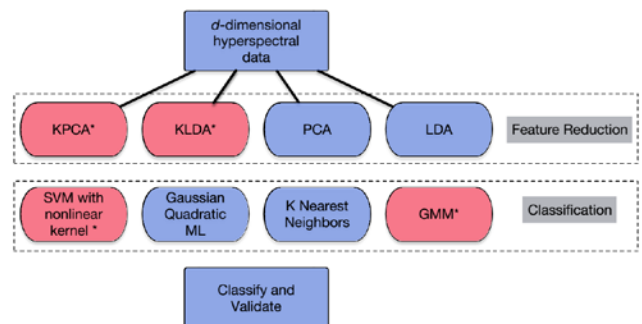 d-dimensional
hyperspectral
data
KPCA*
KLDA*
PCA
LDA
Feature Reduction
SVM with
nonlinear
kernel *
Gaussian
Quadratic
ML
K Nearest
Neighbors
GMM*
Classification
Classify and
Validate